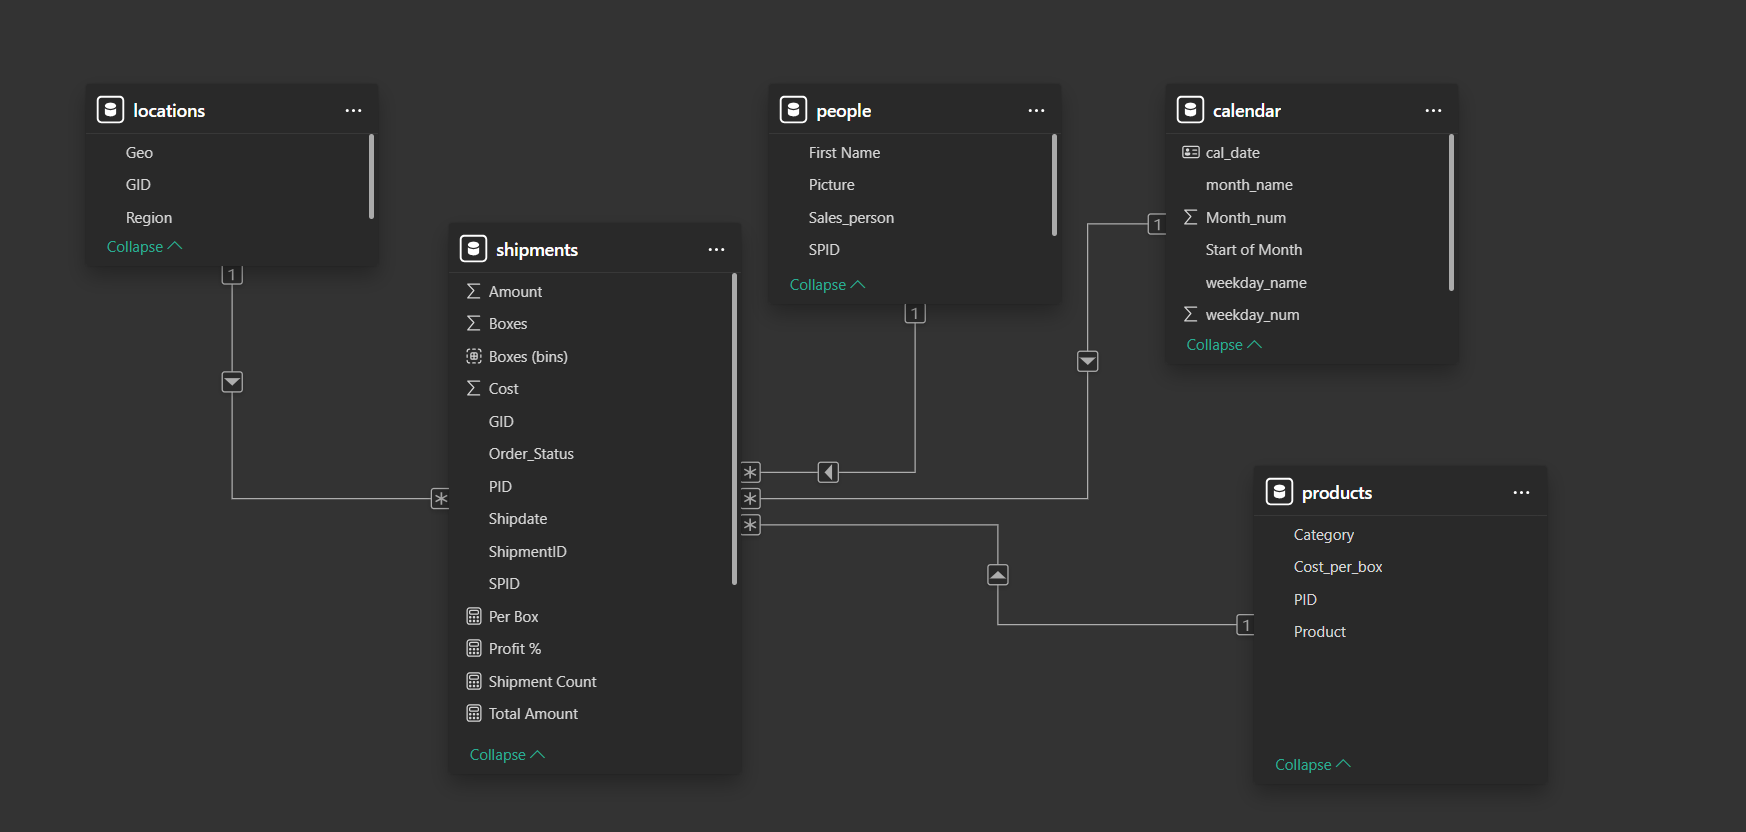 locations
Geo
GID
Region
Collapse
1
*
shipments
Amount
Boxes
Boxes (bins)
Cost
GID
Order_Status
PID
Shipdate
ShipmentID
SPID
Per Box
Profit %
Shipment Count
Total Amount
Collapse
people
First Name
Picture
Sales_person
SPID
Collapse
1
*
*
*
calendar
cal_date
month_name
Month_num
Start of Month
weekday_name
weekday_num
Collapse
1
products
Category
Cost_per_box
PID
Product
Collapse
1